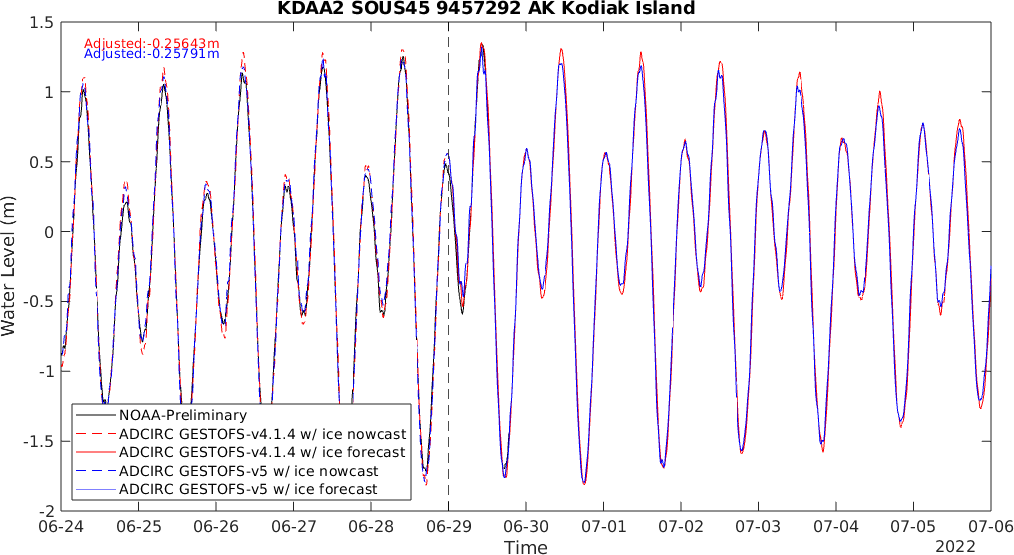 KDAA2 SOUS45 9457292 AK Kodiak Island
Adjusted:-0.25643m
Adjusted:-0.25791m
Water Level (m)
1.5
1
0.5
0
-0.5
-1
-1.5
-2
NOAA-Preliminary
ADCIRC GESTOFS-v4.1.4 w/ ice nowcast
ADCIRC GESTOFS-v4.1.4 w/ ice forecast
ADCIRC GESTOFS-v5 w/ ice nowcast
ADCIRC GESTOFS-v5 w/ ice forecast
06-24 06-25 06-26 06-27 06-28 06-29 06-30 07-01 07-02 07-03 07-04 07-05 07-06
Time
2022